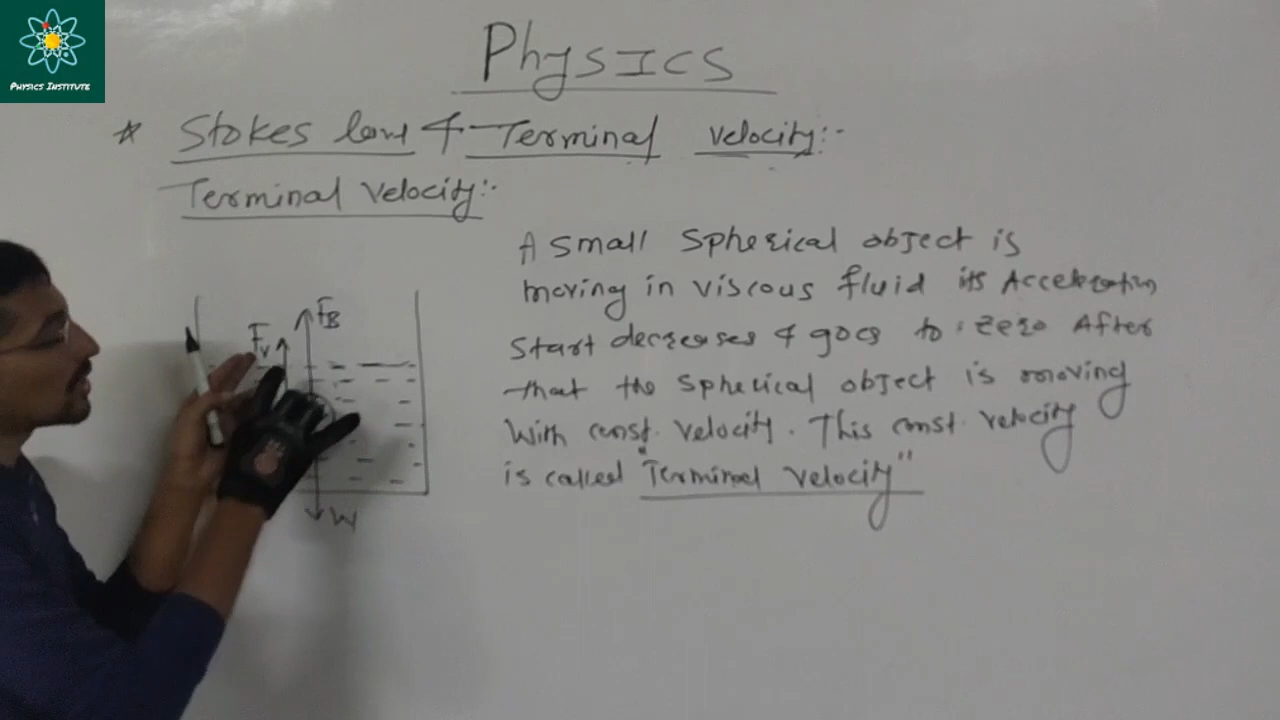 PHYSICS INSTITUTE
PhysICS
* Stokes law & Terminal velocity:-
Terminal Velocity:-
A small spherical object is
moving in viscous fluid its Acceleration
Start decreases & goes to zero After
that the spherical object is moving
With const. velocity. This const. velocity
is called "Terminal velocity"
FB
Fv
W